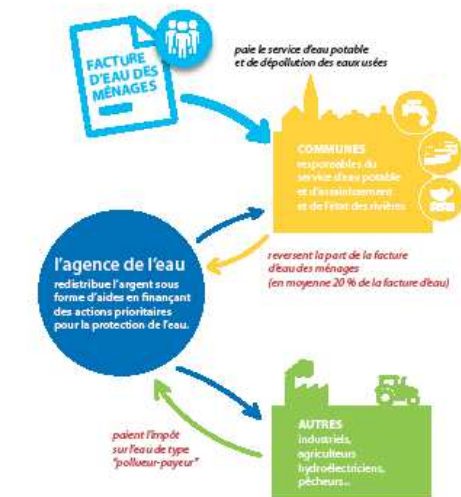 FACTURE
D'EAU DES
MÉNAGES
paie le service d'eau potable
et de dépollution des eaux usées
COMMUNES
responsables du
service d'eau potable
et d'assainissement
et de l'état des rivières
l'agence de l'eau
redistribue l'argent sous
forme d'aides en finançant
des actions prioritaires
pour la protection de l'eau.
reversent la part de la facture
d'eau des ménages
(en moyenne 20 % de la facture d'eau)
paient l'impôt
sur l'eau de type
"pollueur-payeur"
AUTRES
industriels,
agriculteurs
hydroélectriciens,
pêcheurs...